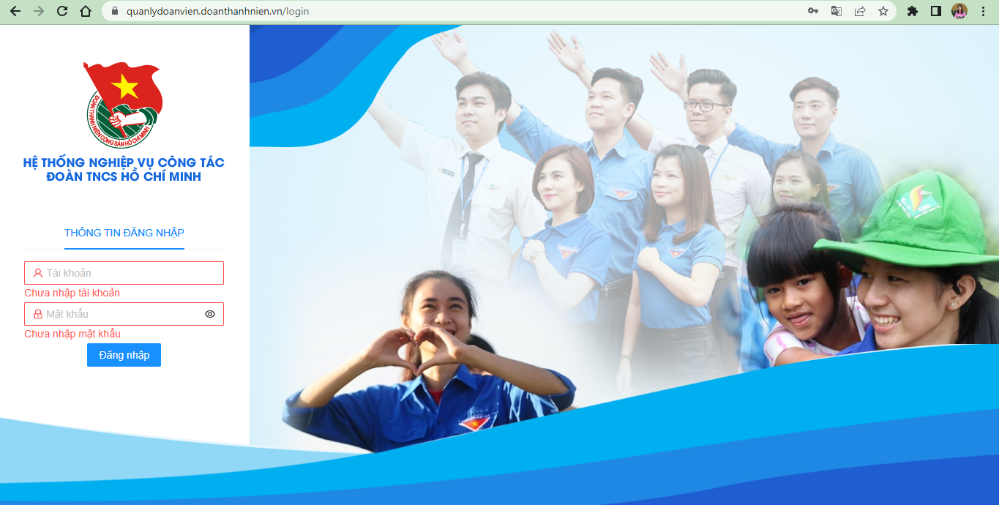 quanlydoanvien.doanthanhnien.vn/login
ĐOÀN THANH NIÊN CỘNG SẢN HỒ CHÍ MINH
HỆ THỐNG NGHIỆP VỤ CÔNG TÁC
ĐOÀN TNCS HỒ CHÍ MINH
THÔNG TIN ĐĂNG NHẬP
Tài khoản
Chưa nhập tài khoản
Mật khẩu
Chưa nhập mật khẩu
Đăng nhập